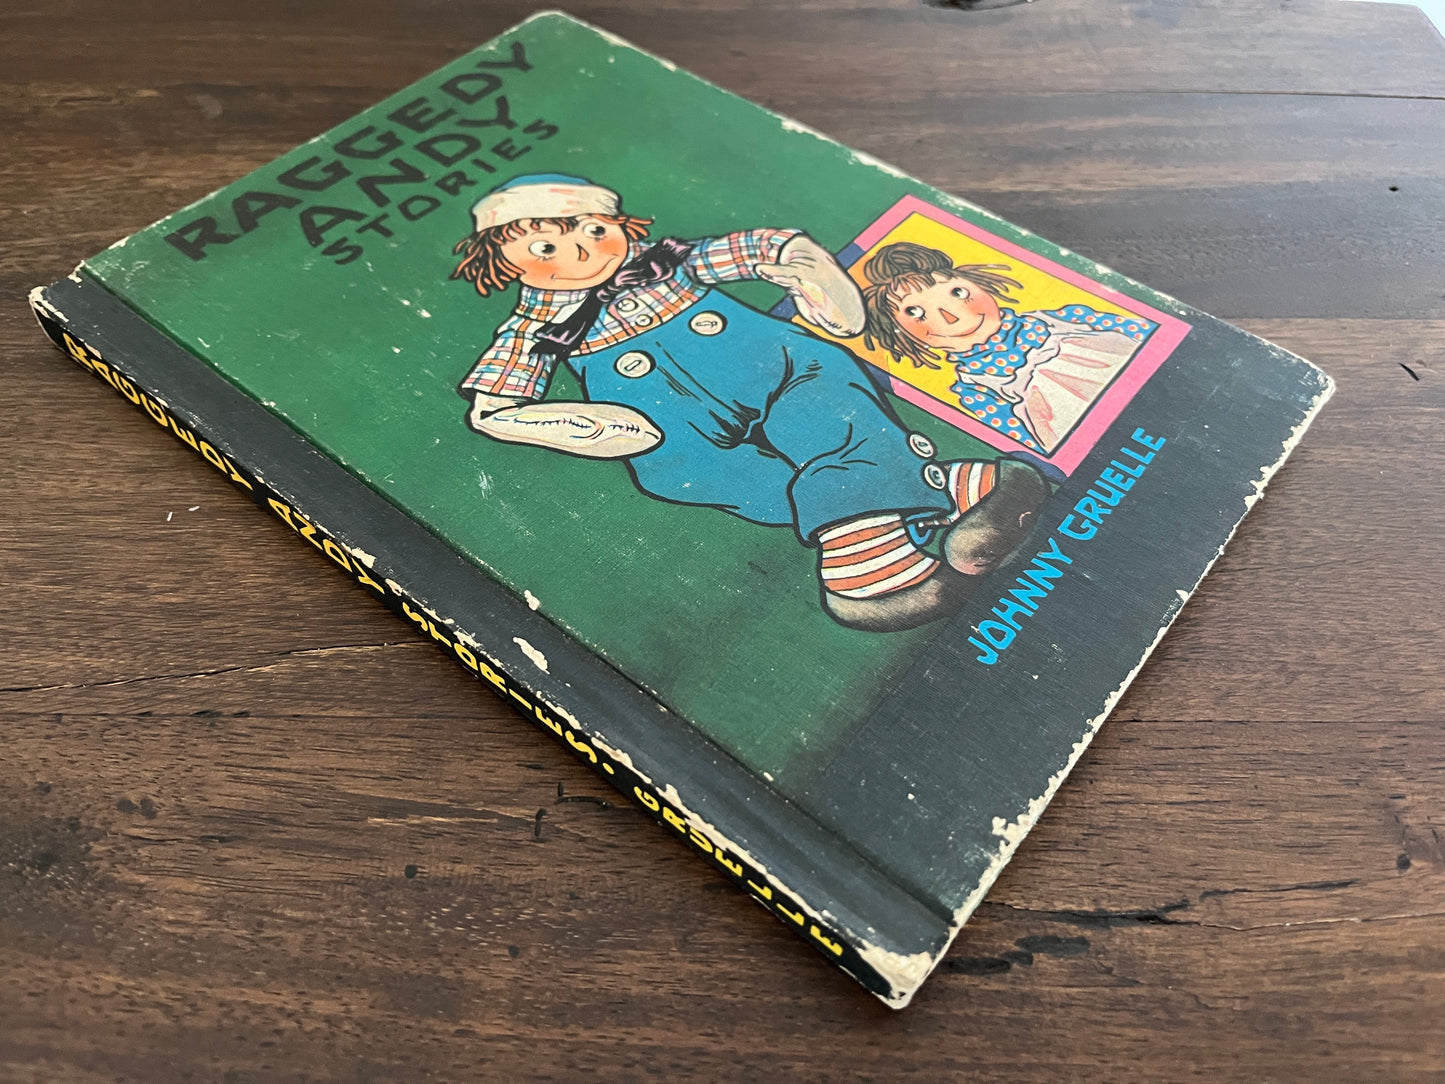 RAGGEDY
ANDY
STORIES
JOHNNY GRUELLE
RAGGEDY ANDY STORIES. GRUELLE